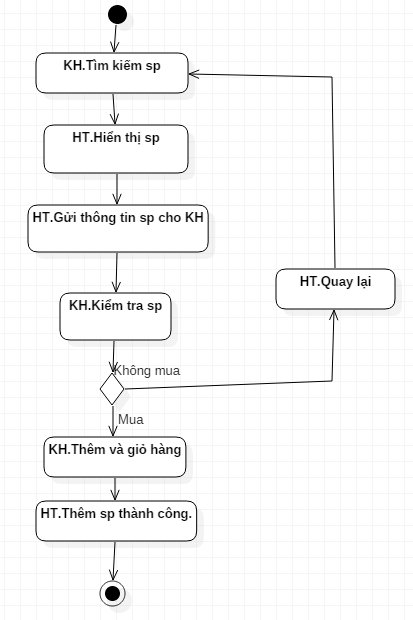 KH.Tìm kiếm sp
HT.Hiển thị sp
HT.Gửi thông tin sp cho KH
HT.Quay lại
KH.Kiểm tra sp
Không mua
Mua
KH.Thêm và giỏ hàng
HT.Thêm sp thành công.